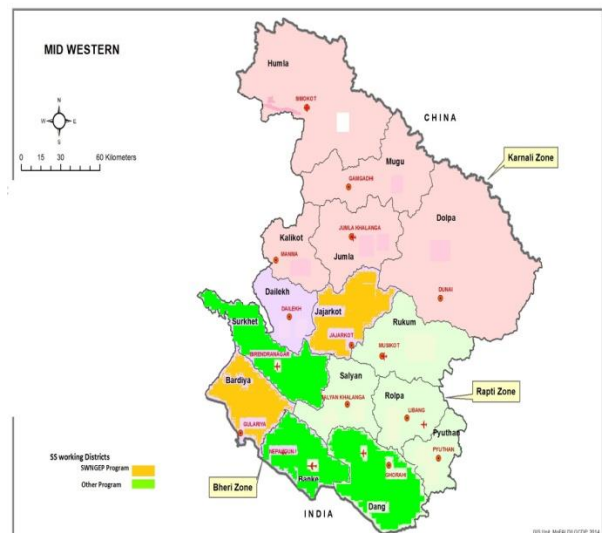 MID WESTERN
N
W E
S
0 15 30 60 Kilometers
Humla
SIMIKOT
CHINA
Karnali Zone
Mugu
GAMGADHI
Dolpa
JUMLA KHALANGA
Kalikot
Jumla
MANMA
DUNAI
Dailekh
DAILEKH
Jajarkot
Surkhet
Rukum
JAJARKOT
MUSIKOT
BIRENDRANAGAR
Bardiya
Salyan
Rolpa
Rapti Zone
SALYAN KHALANGA
LIBANG
Pyuthan
GULARIYA
PYUTHAN
SS working Districts
SWNGEP Program
Other Program
NEPALGUNJ
GHORAHI
Banke
Bheri Zone
Dang
INDIA